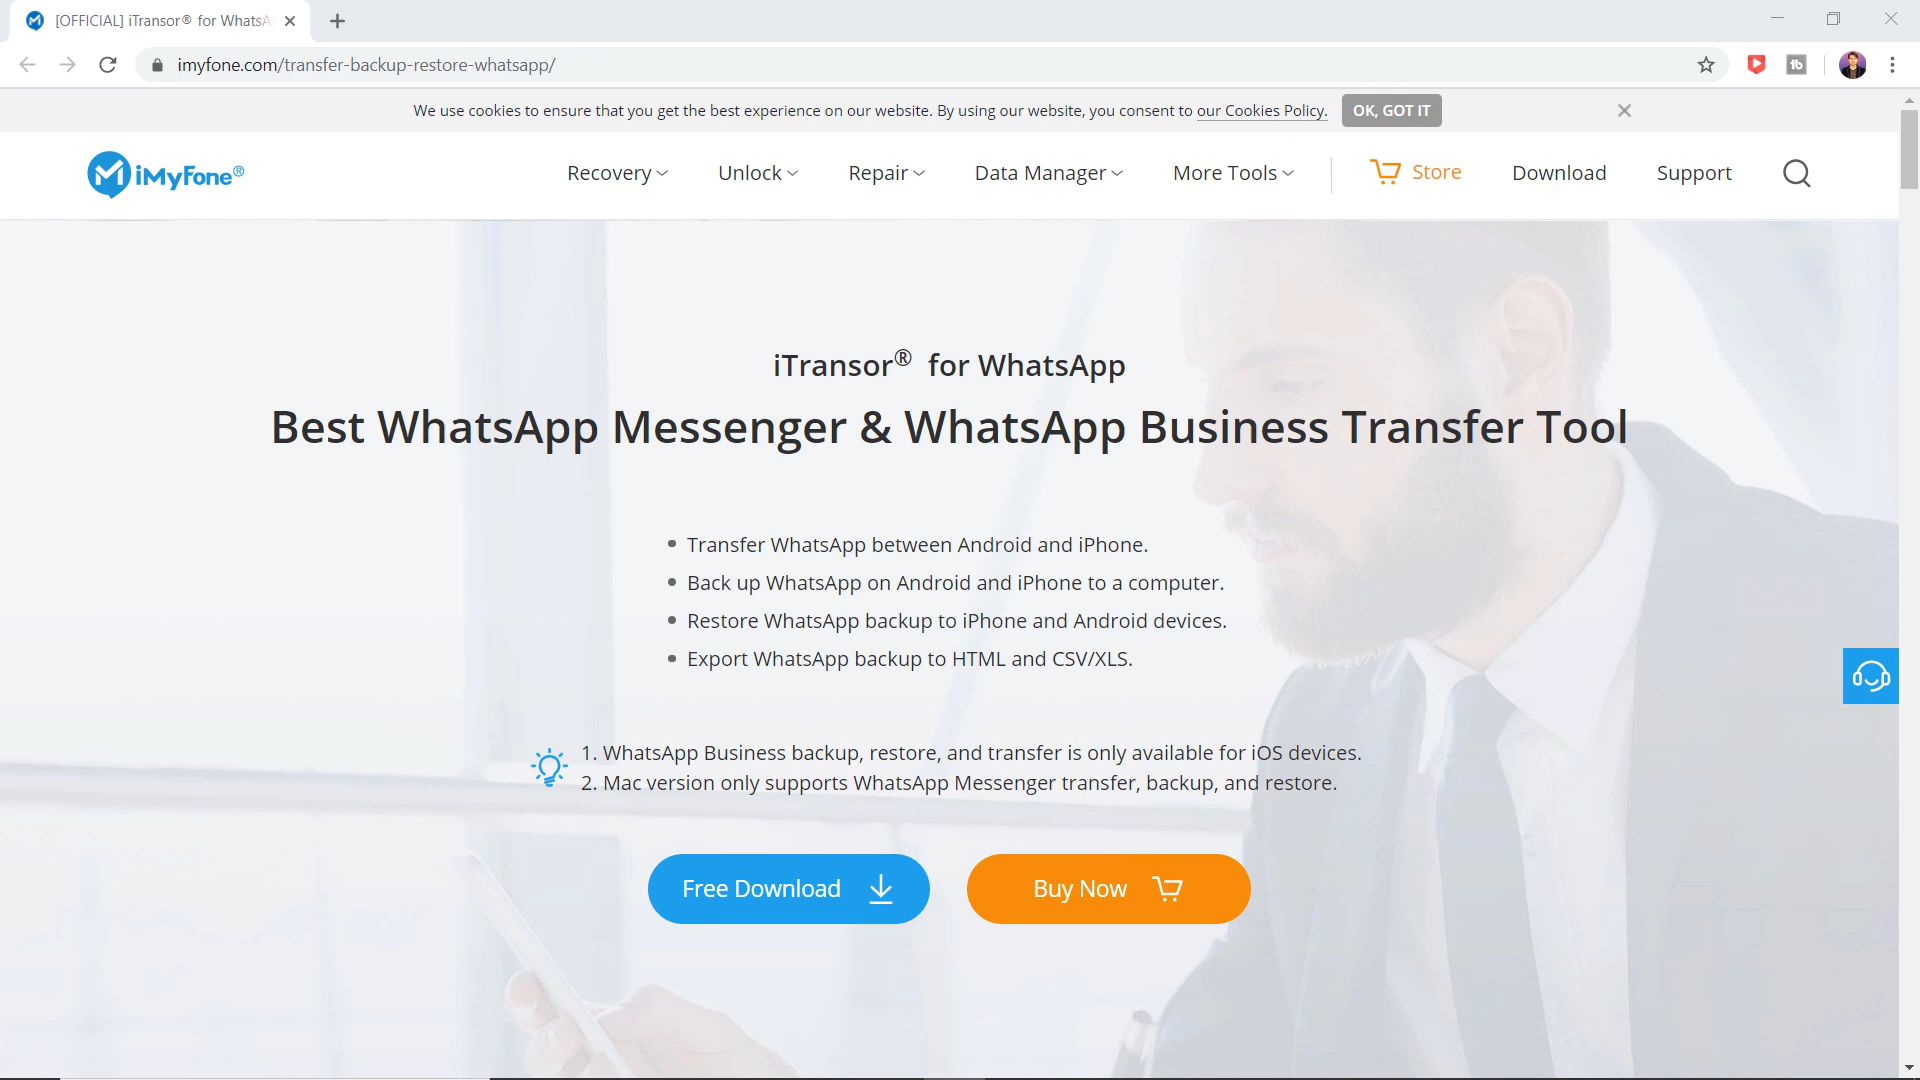 [OFFICIAL] iTransor® for WhatsA
imyfone.com/transfer-backup-restore-whatsapp/
We use cookies to ensure that you get the best experience on our website. By using our website, you consent to our Cookies Policy. OK, GOT IT
iMyFone® Recovery Unlock Repair Data Manager More Tools Store Download Support
iTransor® for WhatsApp
Best WhatsApp Messenger & WhatsApp Business Transfer Tool
Transfer WhatsApp between Android and iPhone.
Back up WhatsApp on Android and iPhone to a computer.
Restore WhatsApp backup to iPhone and Android devices.
Export WhatsApp backup to HTML and CSV/XLS.
1. WhatsApp Business backup, restore, and transfer is only available for iOS devices.
2. Mac version only supports WhatsApp Messenger transfer, backup, and restore.
Free Download Buy Now